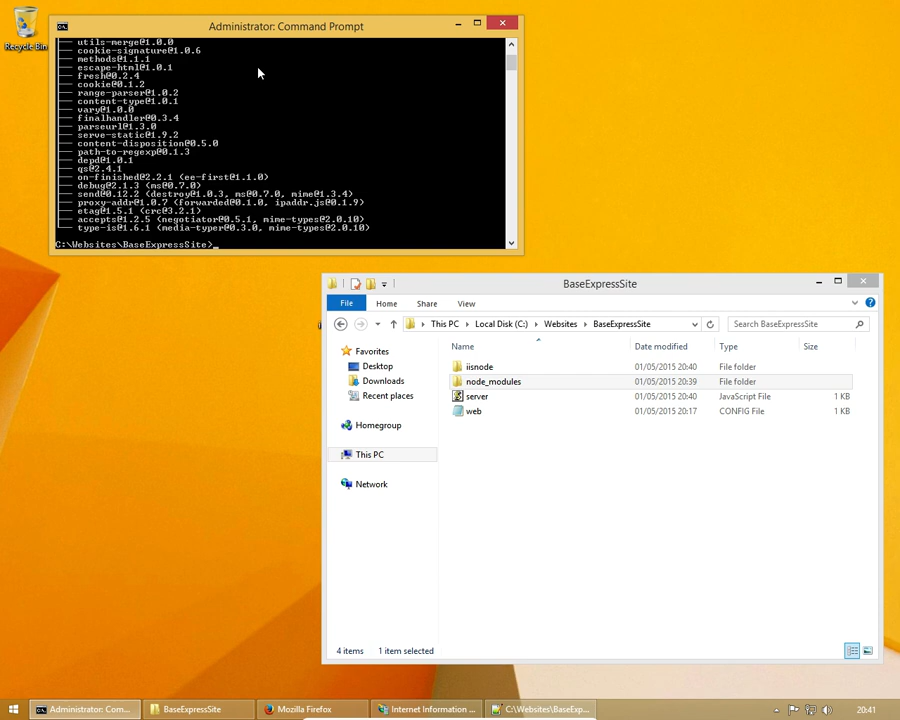 Recycle Bin
Administrator: Command Prompt
utils-merge@1.0.0
cookie-signature@1.0.6
methods@1.1.1
escape-html@1.0.1
fresh@0.2.4
cookie@0.1.2
range-parser@1.0.2
content-type@1.0.1
vary@1.0.0
finalhandler@0.3.4
parseurl@1.3.0
serve-static@1.9.2
content-disposition@0.5.0
path-to-regexp@0.1.3
depd@1.0.1
qs@2.4.1
on-finished@2.2.1 (ee-first@1.1.0)
debug@2.1.3 (ms@0.7.0)
send@0.12.2 (destroy@1.0.3, ms@0.7.0, mime@1.3.4)
proxy-addr@1.0.7 (forwarded@0.1.0, ipaddr.js@0.1.9)
etag@1.5.1 (crc@3.2.1)
accepts@1.2.5 (negotiator@0.5.1, mime-types@2.0.10)
type-is@1.6.1 (media-typer@0.3.0, mime-types@2.0.10)
C:\Websites\BaseExpressSite>_
BaseExpressSite
File Home Share View
This PC Local Disk (C:) Websites BaseExpressSite
Search BaseExpressSite
Name Date modified Type Size
Favorites
Desktop
Downloads
Recent places
Homegroup
This PC
Network
iisnode 01/05/2015 20:40 File folder
node_modules 01/05/2015 20:39 File folder
server 01/05/2015 20:40 JavaScript File 1 KB
web 01/05/2015 20:17 CONFIG File 1 KB
4 items 1 item selected
Administrator: Com...
BaseExpressSite
Mozilla Firefox
Internet Information ...
C:\Websites\BaseExp...
20:41